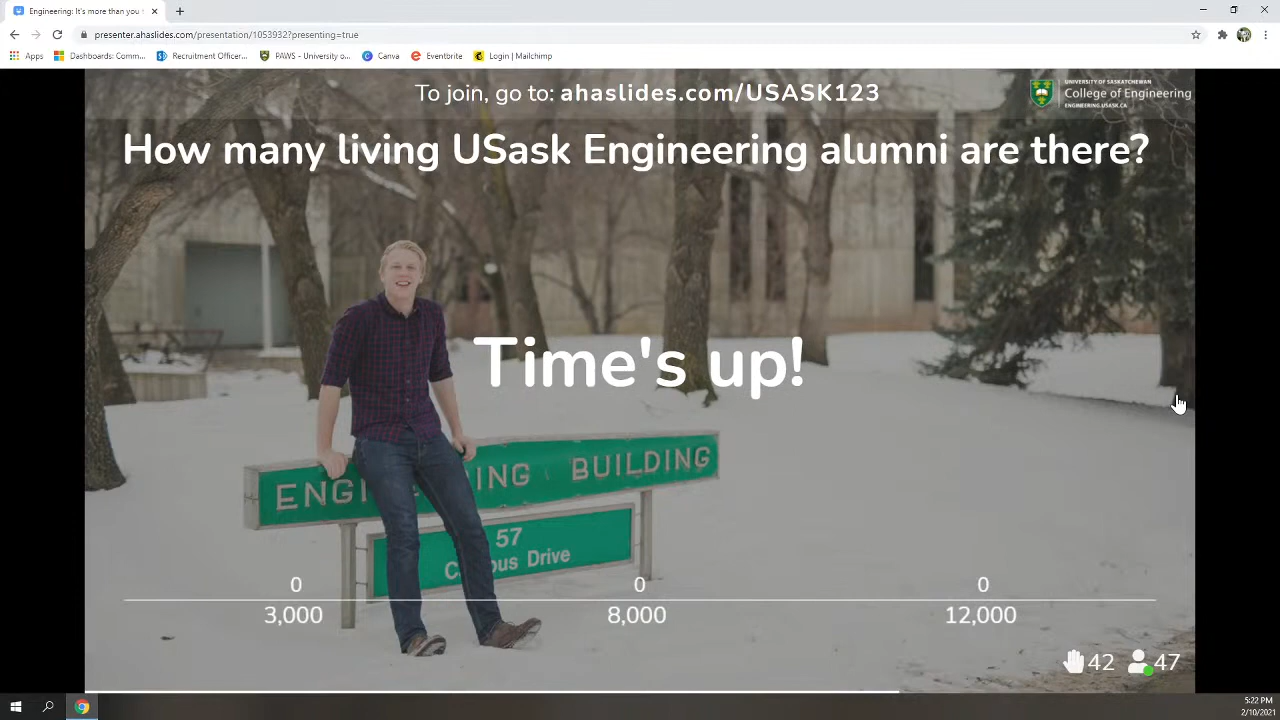 Engineering: It's more than you
presenter.ahaslides.com/presentation/1053932?presenting=true
Apps
Dashboards: Comm...
Recruitment Officer...
PAWS - University o...
Canva
Eventbrite
Login | Mailchimp
To join, go to: ahaslides.com/USASK123
UNIVERSITY OF SASKATCHEWAN
College of Engineering
ENGINEERING.USASK.CA
How many living USask Engineering alumni are there?
Time's up!
ENGI ING BUILDING
57
C pus Drive
0 0 0
3,000 8,000 12,000
42 47
5:22 PM
2/10/2021